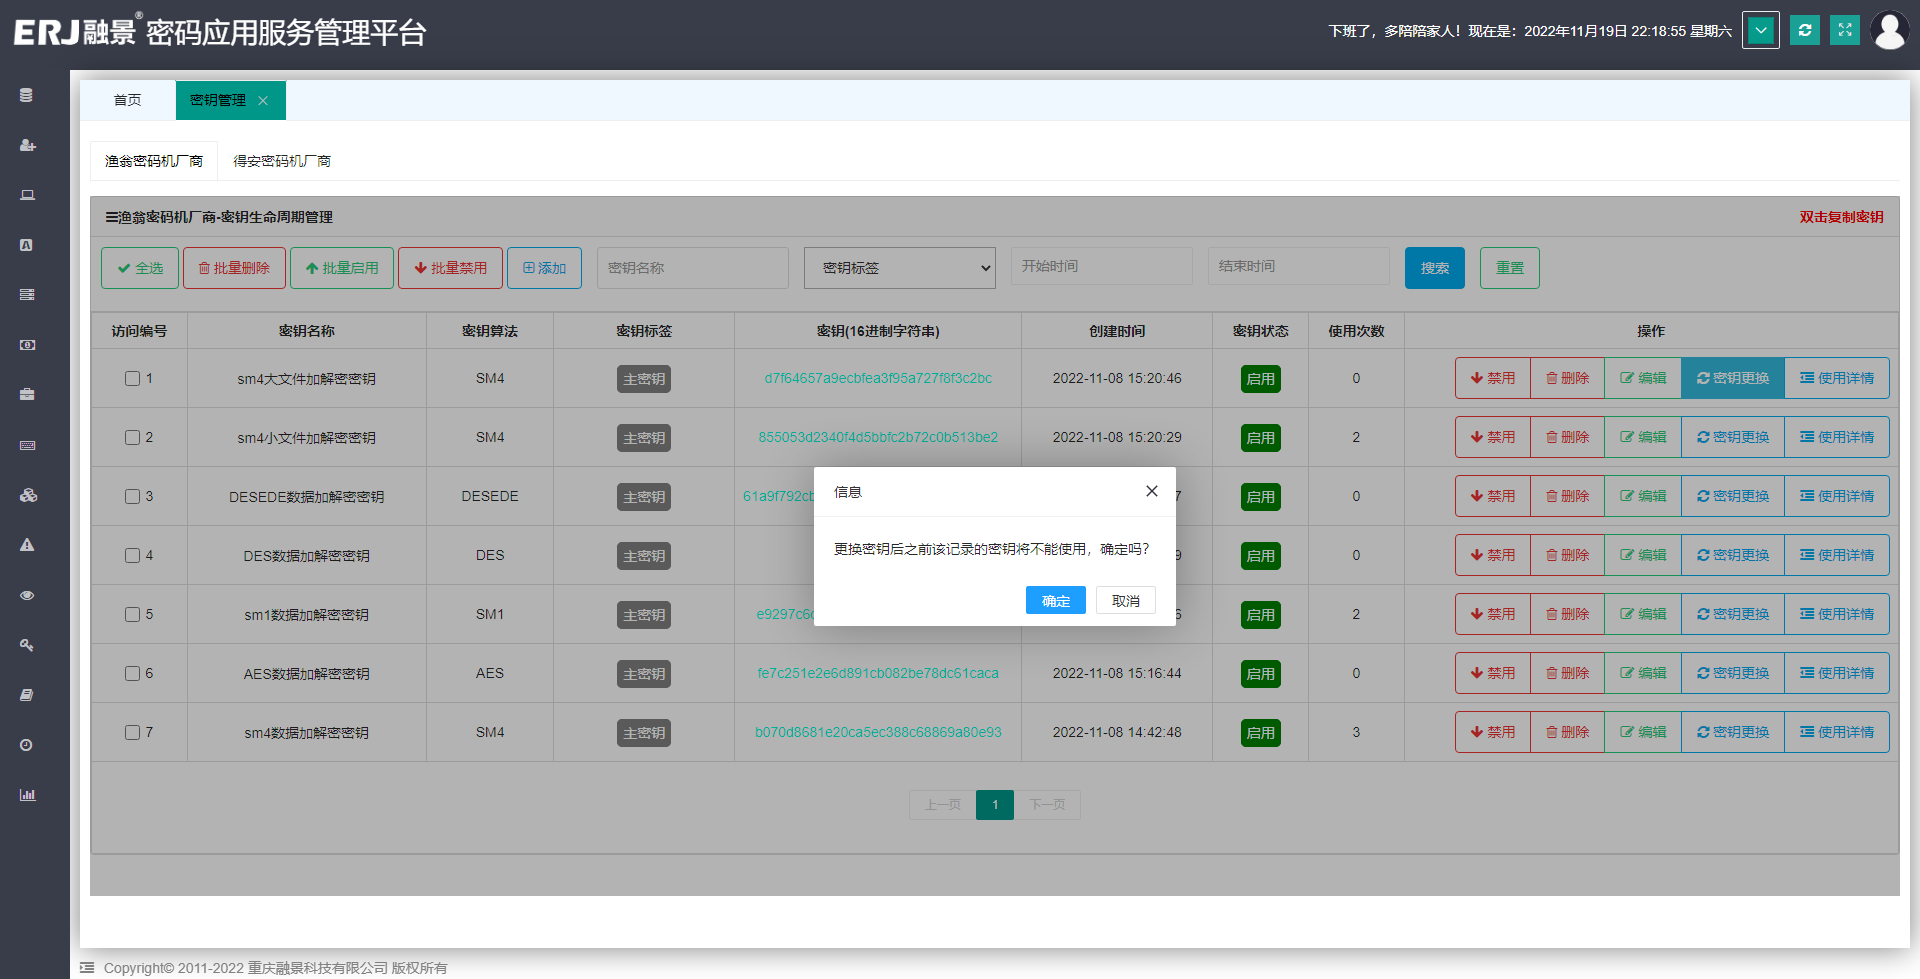 ERJ融景® 密码应用服务管理平台
下班了，多陪陪家人！现在是：2022年11月19日 22:18:55 星期六
首页 密钥管理
渔翁密码机厂商 得安密码机厂商
渔翁密码机厂商-密钥生命周期管理 双击复制密钥
全选 批量删除 批量启用 批量禁用 添加 密钥名称 密钥标签 开始时间 结束时间 搜索 重置
访问编号 密钥名称 密钥算法 密钥标签 密钥(16进制字符串) 创建时间 密钥状态 使用次数 操作
1 sm4大文件加解密密钥 SM4 主密钥 d7f64657a9ecbfea3f95a727f8f3c2bc 2022-11-08 15:20:46 启用 0 禁用 删除 编辑 密钥更换 使用详情
2 sm4小文件加解密密钥 SM4 主密钥 855053d2340f4d5bbfc2b72c0b513be2 2022-11-08 15:20:29 启用 2 禁用 删除 编辑 密钥更换 使用详情
3 DESEDE数据加解密密钥 DESEDE 主密钥 61a9f792cb 7 启用 0 禁用 删除 编辑 密钥更换 使用详情
4 DES数据加解密密钥 DES 主密钥 9 启用 0 禁用 删除 编辑 密钥更换 使用详情
5 sm1数据加解密密钥 SM1 主密钥 e9297c6 6 启用 2 禁用 删除 编辑 密钥更换 使用详情
6 AES数据加解密密钥 AES 主密钥 fe7c251e2e6d891cb082be78dc61caca 2022-11-08 15:16:44 启用 0 禁用 删除 编辑 密钥更换 使用详情
7 sm4数据加解密密钥 SM4 主密钥 b070d8681e20ca5ec388c68869a80e93 2022-11-08 14:42:48 启用 3 禁用 删除 编辑 密钥更换 使用详情
信息
更换密钥后之前该记录的密钥将不能使用，确定吗？
确定 取消
上一页 1 下一页
Copyright© 2011-2022 重庆融景科技有限公司 版权所有